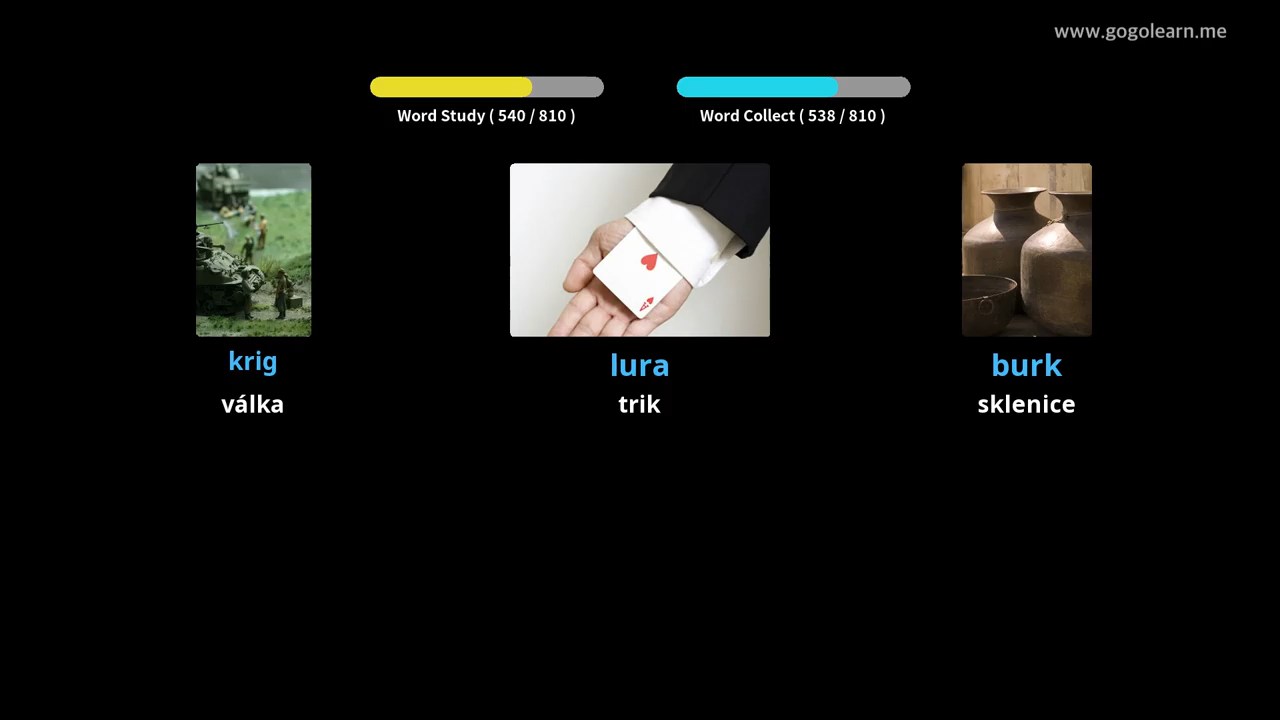 www.gogolearn.me
Word Study ( 540 / 810 )
Word Collect ( 538 / 810 )
krig
lura
burk
válka
trik
sklenice